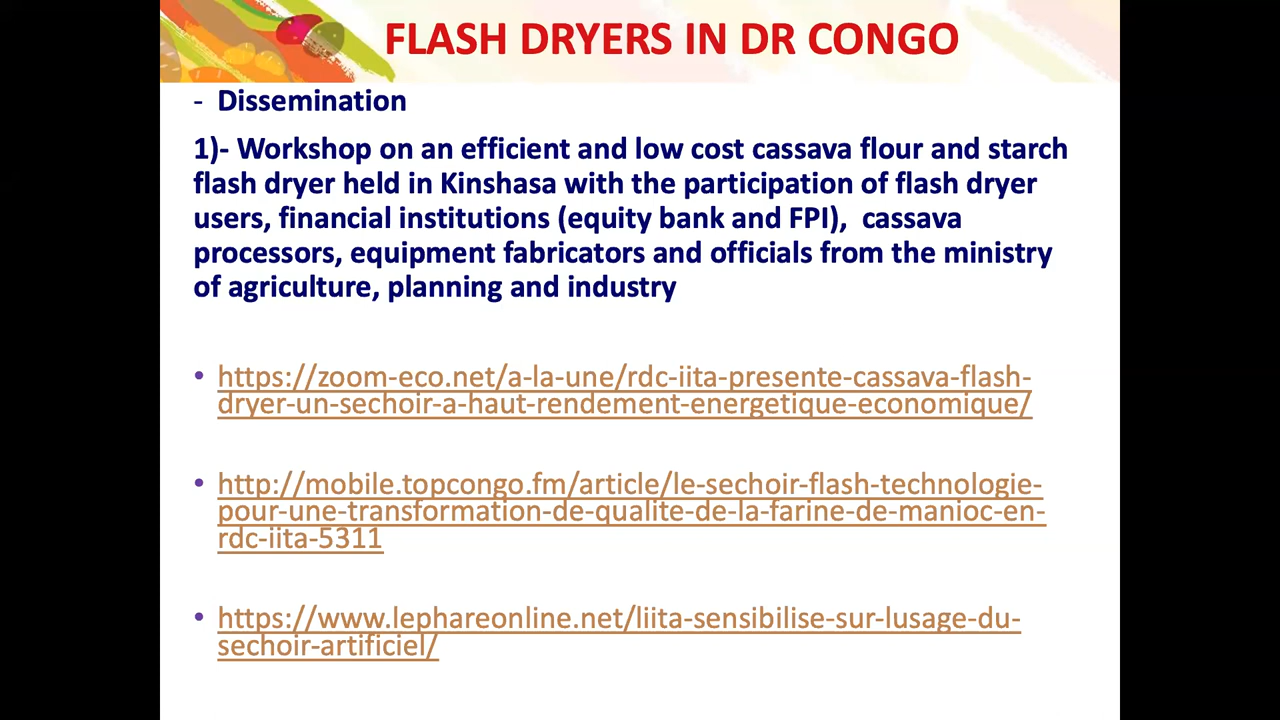 FLASH DRYERS IN DR CONGO
- Dissemination
1)- Workshop on an efficient and low cost cassava flour and starch
flash dryer held in Kinshasa with the participation of flash dryer
users, financial institutions (equity bank and FPI),  cassava
processors, equipment fabricators and officials from the ministry
of agriculture, planning and industry
• https://zoom-eco.net/a-la-une/rdc-iita-presente-cassava-flash-
dryer-un-sechoir-a-haut-rendement-energetique-economique/
• http://mobile.topcongo.fm/article/le-sechoir-flash-technologie-
pour-une-transformation-de-qualite-de-la-farine-de-manioc-en-
rdc-iita-5311
• https://www.lephareonline.net/liita-sensibilise-sur-lusage-du-
sechoir-artificiel/